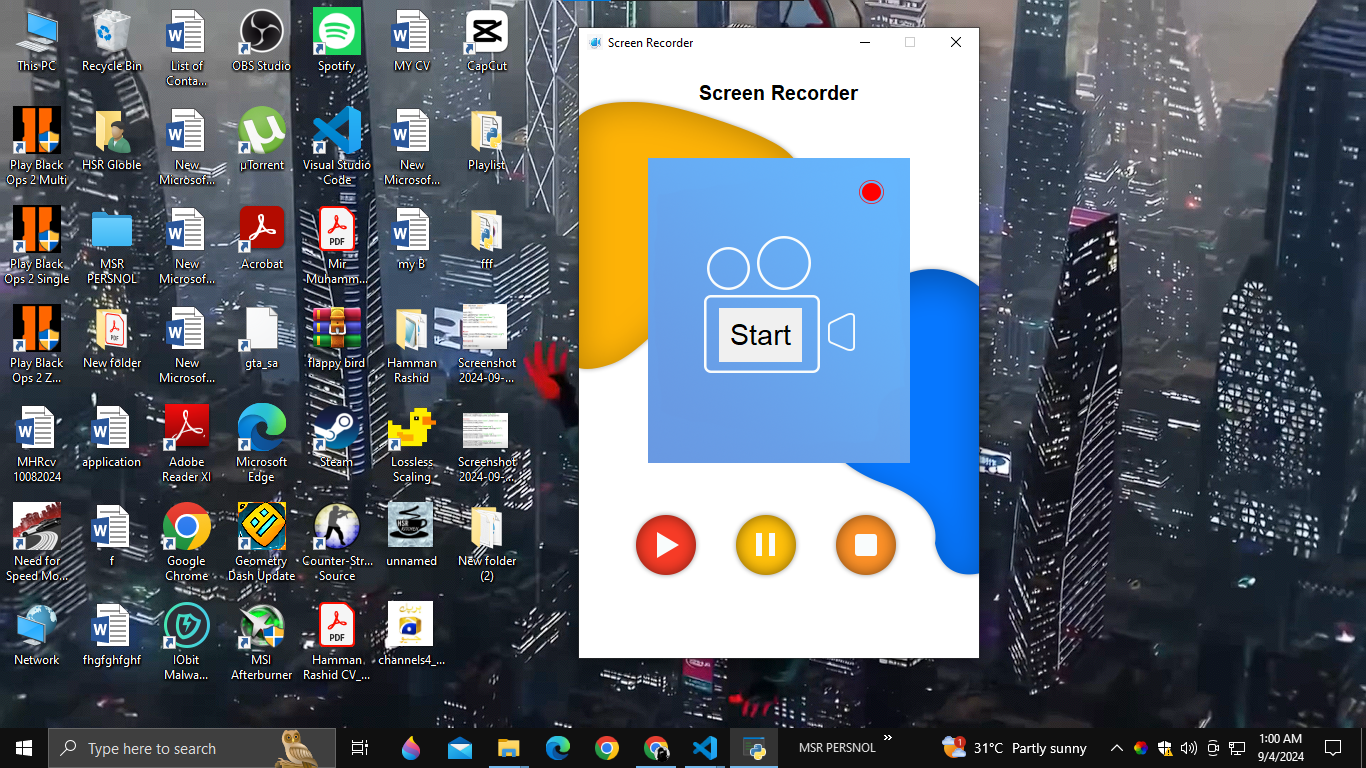 This PC
Recycle Bin
List of
Conta...
OBS Studio
Spotify
MY CV
CapCut
Play Black
Ops 2 Multi
HSR Globle
New
Microsof...
µTorrent
Visual Studio
Code
New
Microsof...
Playlist
Play Black
Ops 2 Single
MSR
PERSNOL
New
Microsof...
Acrobat
PDF
Mir
Muhamm...
my B
fff
Play Black
Ops 2 Z...
New folder
New
Microsof...
gta_sa
flappy bird
Hamman
Rashid
Screenshot
2024-09-...
MHRcv
10082024
application
Adobe
Reader XI
Microsoft
Edge
Steam
Lossless
Scaling
Screenshot
2024-09-...
Need for
Speed Mo...
f
Google
Chrome
Geometry
Dash Update
Counter-Str...
Source
HSR
unnamed
New folder
(2)
Network
fhgfghfghf
IObit
Malwa...
MSI
Afterburner
PDF
Hamman
Rashid CV_...
channels4_...
Screen Recorder
Screen Recorder
Start
Type here to search
MSR PERSNOL
31°C Partly sunny
1:00 AM
9/4/2024